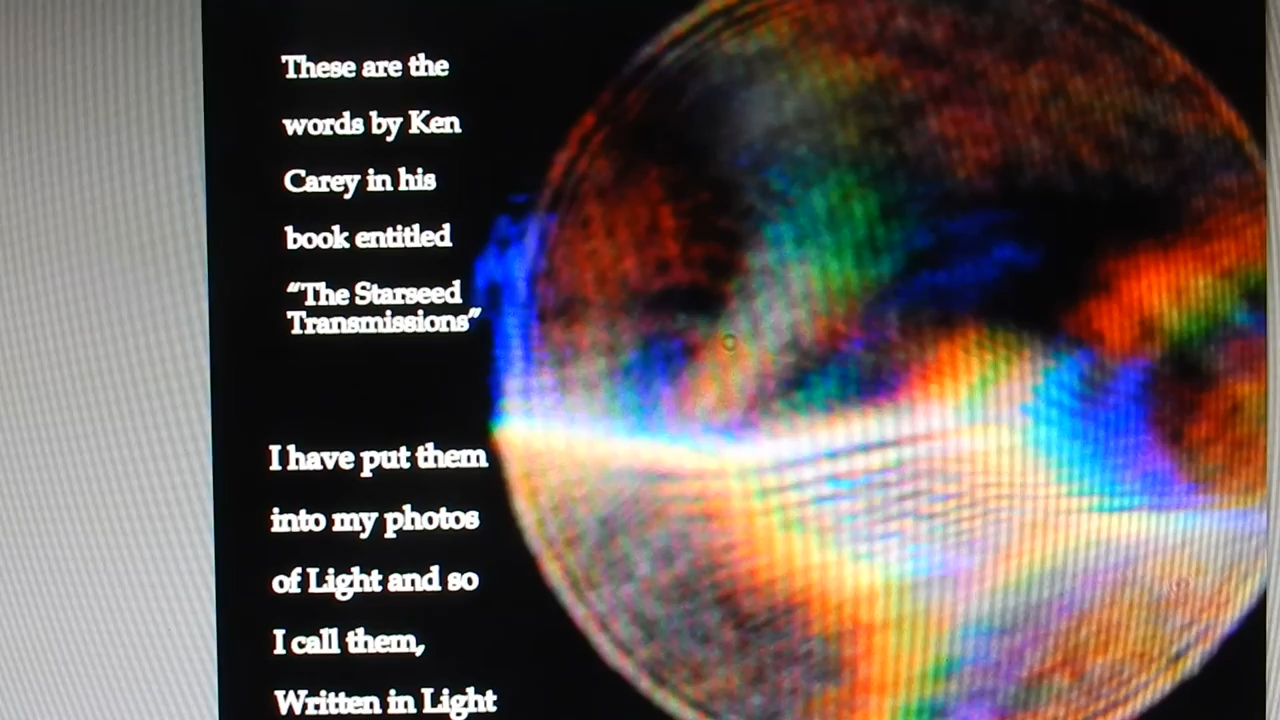 These are the
words by Ken
Carey in his
book entitled
“The Starseed
Transmissions”
I have put them
into my photos
of Light and so
I call them,
Written in Light